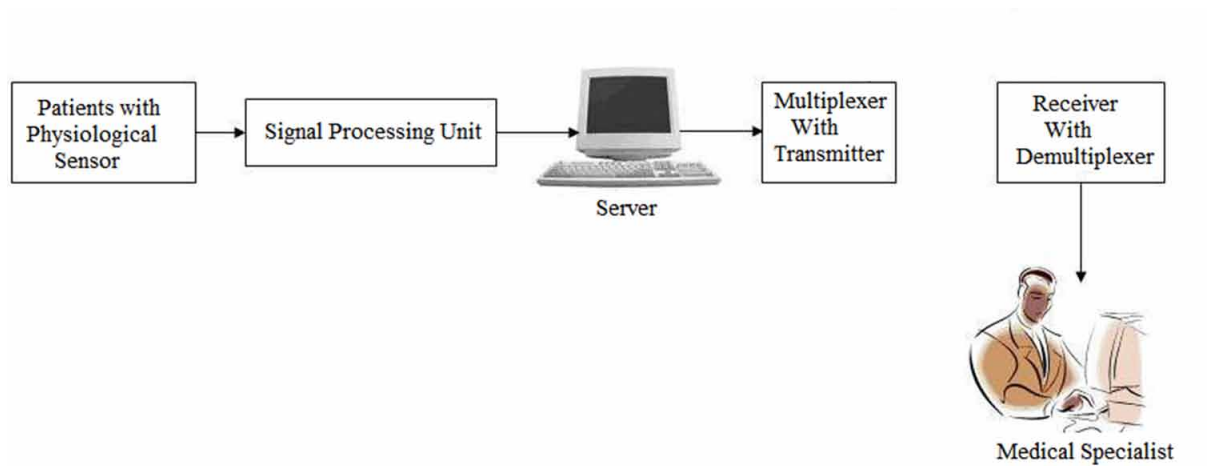 Patients with
Physiological
Sensor
Signal Processing Unit
Server
Multiplexer
With
Transmitter
Receiver
With
Demultiplexer
Medical Specialist